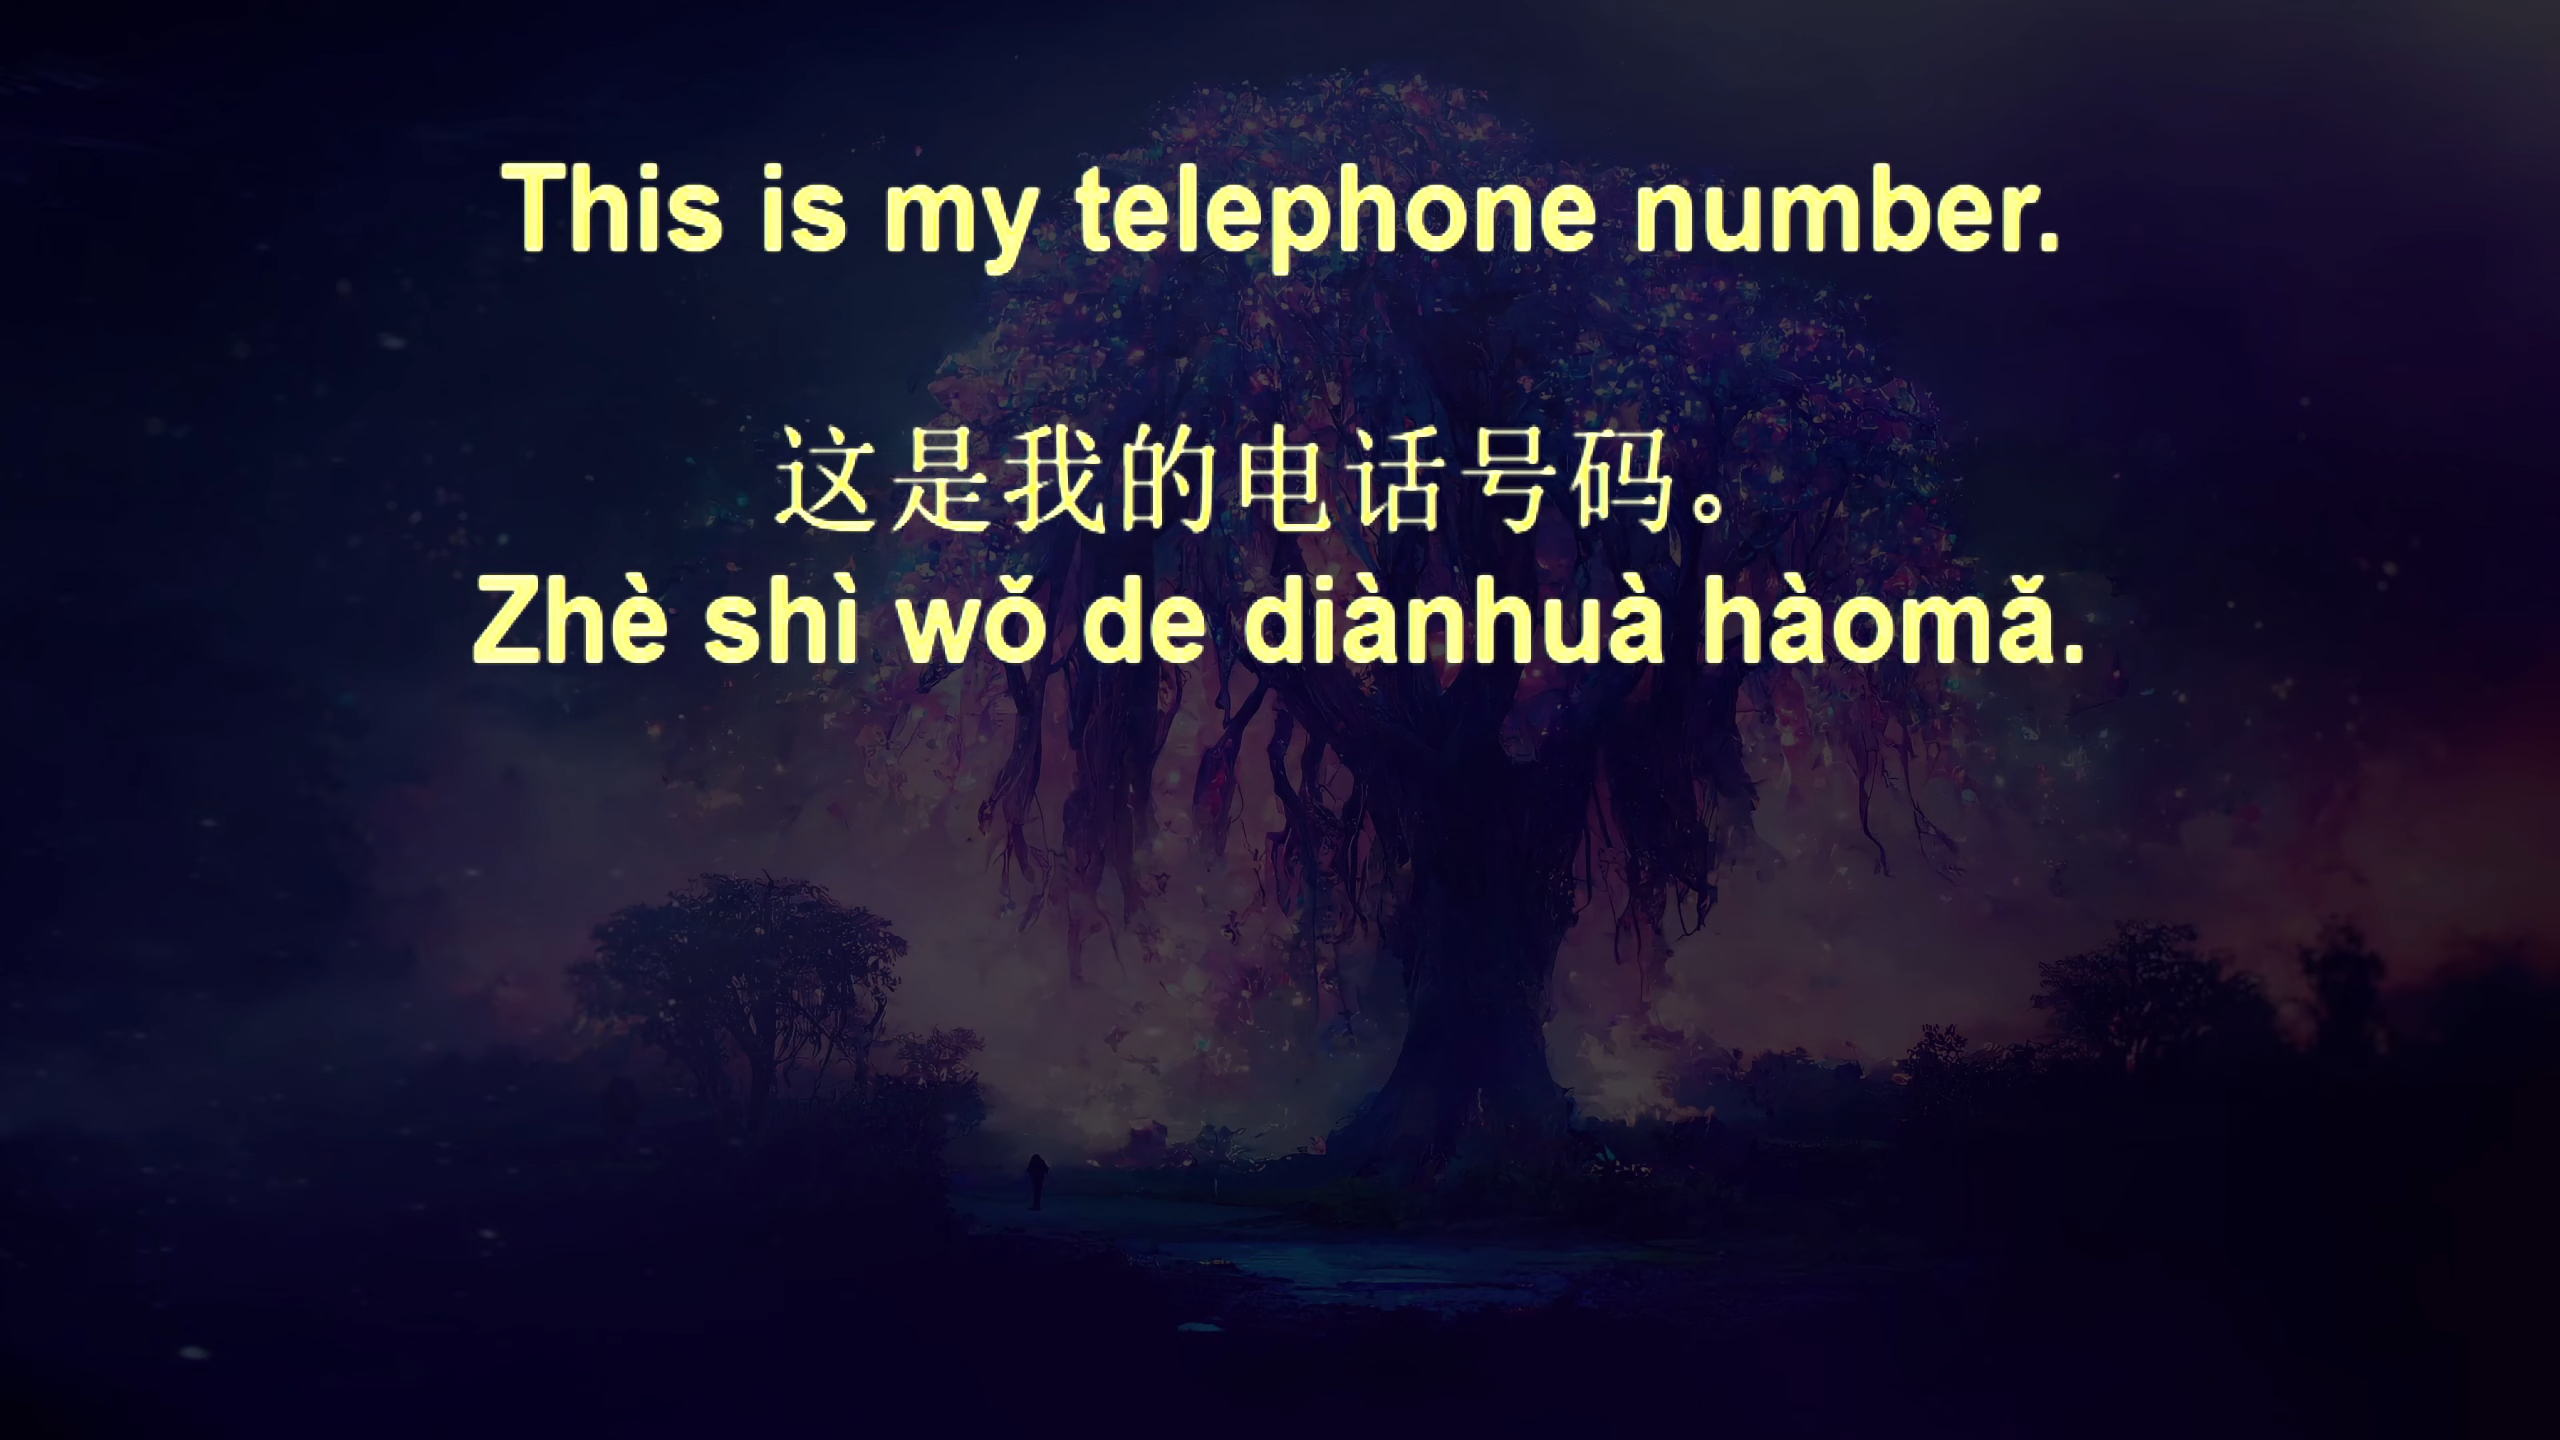 This is my telephone number.
这是我的电话号码。
Zhè shì wǒ de diànhuà hàomǎ.